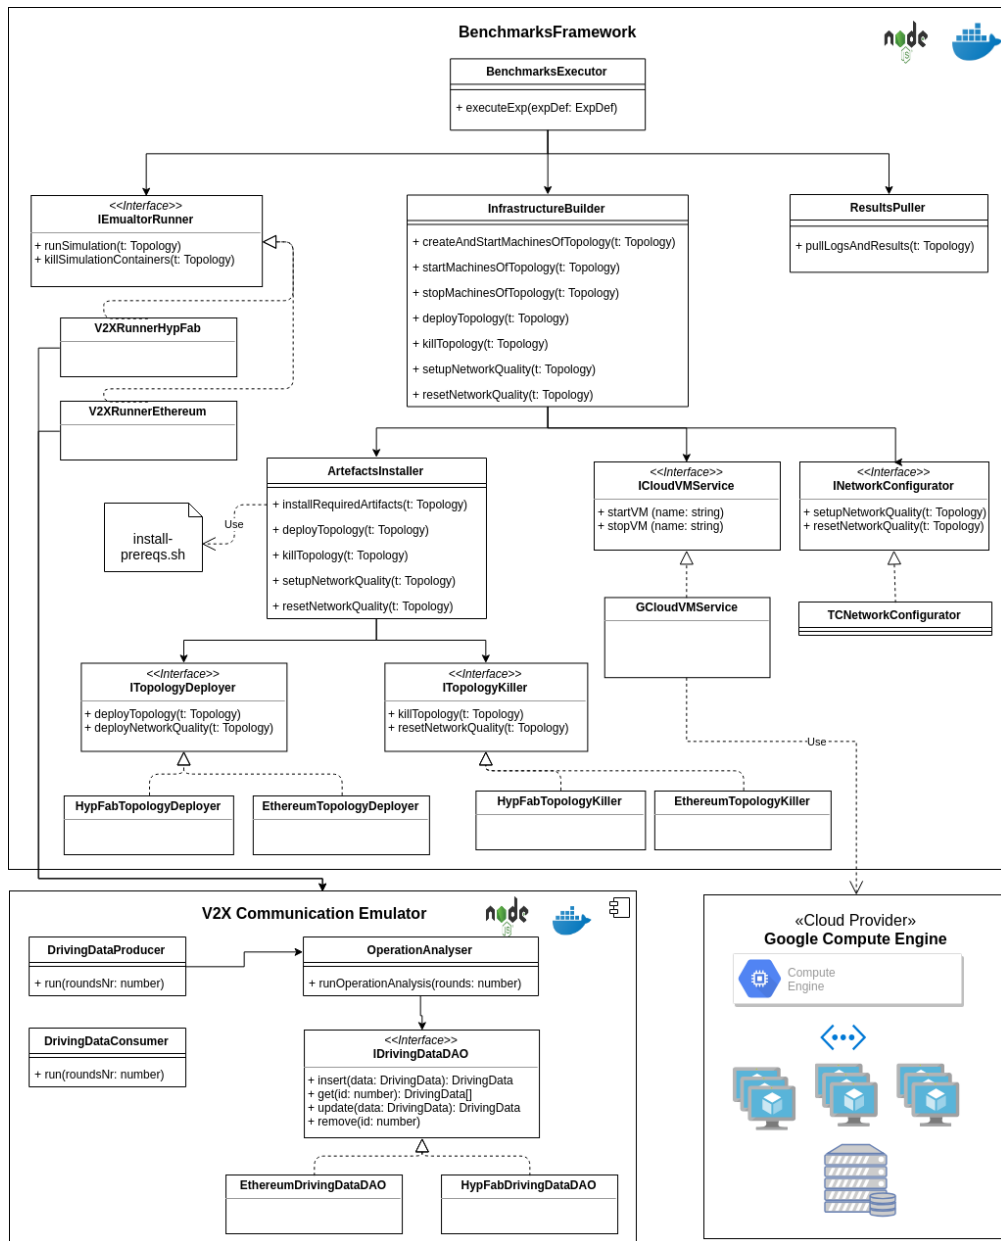 BenchmarksFramework
node
JS
BenchmarksExecutor
+ executeExp(expDef: ExpDef)
<<Interface>>
IEmualtorRunner
+ runSimulation(t: Topology)
+ killSimulationContainers(t: Topology)
InfrastructureBuilder
+ createAndStartMachinesOfTopology(t: Topology)
+ startMachinesOfTopology(t: Topology)
+ stopMachinesOfTopology(t: Topology)
+ deployTopology(t: Topology)
+ killTopology(t: Topology)
+ setupNetworkQuality(t: Topology)
+ resetNetworkQuality(t: Topology)
ResultsPuller
+ pullLogsAndResults(t: Topology)
V2XRunnerHypFab
V2XRunnerEthereum
ArtefactsInstaller
+ installRequiredArtifacts(t: Topology)
+ deployTopology(t: Topology)
+ killTopology(t: Topology)
+ setupNetworkQuality(t: Topology)
+ resetNetworkQuality(t: Topology)
Use
install-
prereqs.sh
<<Interface>>
ICloudVMService
+ startVM (name: string)
+ stopVM (name: string)
<<Interface>>
INetworkConfigurator
+ setupNetworkQuality(t: Topology)
+ resetNetworkQuality(t: Topology)
GCloudVMService
TCNetworkConfigurator
<<Interface>>
ITopologyDeployer
+ deployTopology(t: Topology)
+ deployNetworkQuality(t: Topology)
<<Interface>>
ITopologyKiller
+ killTopology(t: Topology)
+ resetNetworkQuality(t: Topology)
Use
HypFabTopologyDeployer
EthereumTopologyDeployer
HypFabTopologyKiller
EthereumTopologyKiller
V2X Communication Emulator
node
JS
DrivingDataProducer
+ run(roundsNr: number)
OperationAnalyser
+ runOperationAnalysis(rounds: number)
DrivingDataConsumer
+ run(roundsNr: number)
<<Interface>>
IDrivingDataDAO
+ insert(data: DrivingData): DrivingData
+ get(id: number): DrivingData[]
+ update(data: DrivingData): DrivingData
+ remove(id: number)
EthereumDrivingDataDAO
HypFabDrivingDataDAO
«Cloud Provider»
Google Compute Engine
Compute
Engine